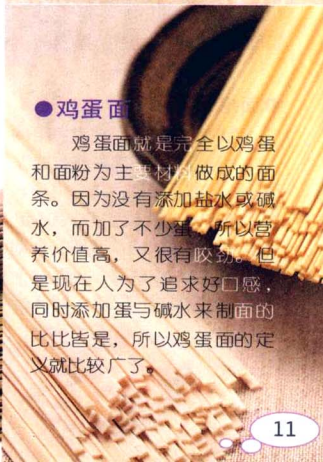 ●鸡蛋面
鸡蛋面就是完全以鸡蛋
和面粉为主要材料做成的面
条。因为没有添加盐水或碱
水，而加了不少蛋，所以营
养价值高，又很有咬劲。但
是现在人为了追求好口感，
同时添加蛋与碱水来制面的
比比皆是，所以鸡蛋面的定
义就比较广了。
11